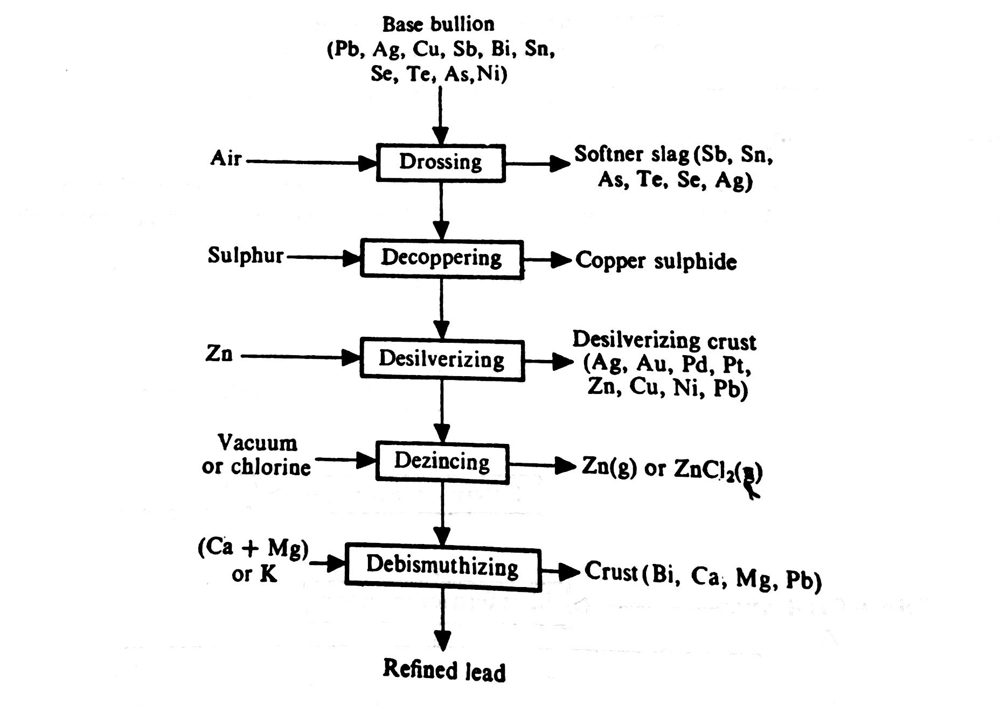 Base bullion
(Pb, Ag, Cu, Sb, Bi, Sn,
Se, Te, As, Ni)
Air
Drossing
Softner slag (Sb, Sn,
As, Te, Se, Ag)
Sulphur
Decoppering
Copper sulphide
Zn
Desilverizing
Desilverizing crust
(Ag, Au, Pd, Pt,
Zn, Cu, Ni, Pb)
Vacuum
or chlorine
Dezincing
Zn(g) or ZnCl₂(g)
(Ca + Mg)
or K
Debismuthizing
Crust (Bi, Ca, Mg, Pb)
Refined lead